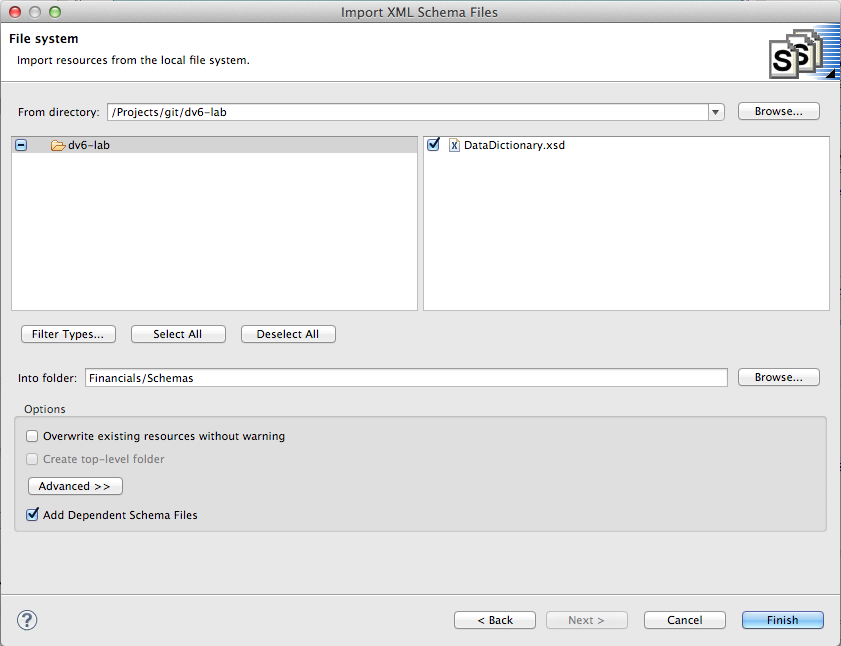 Import XML Schema Files
File system
Import resources from the local file system.
S S
From directory: /Projects/git/dv6-lab Browse...
dv6-lab
X DataDictionary.xsd
Filter Types... Select All Deselect All
Into folder: Financials/Schemas Browse...
Options
Overwrite existing resources without warning
Create top-level folder
Advanced >>
Add Dependent Schema Files
? < Back Next > Cancel Finish